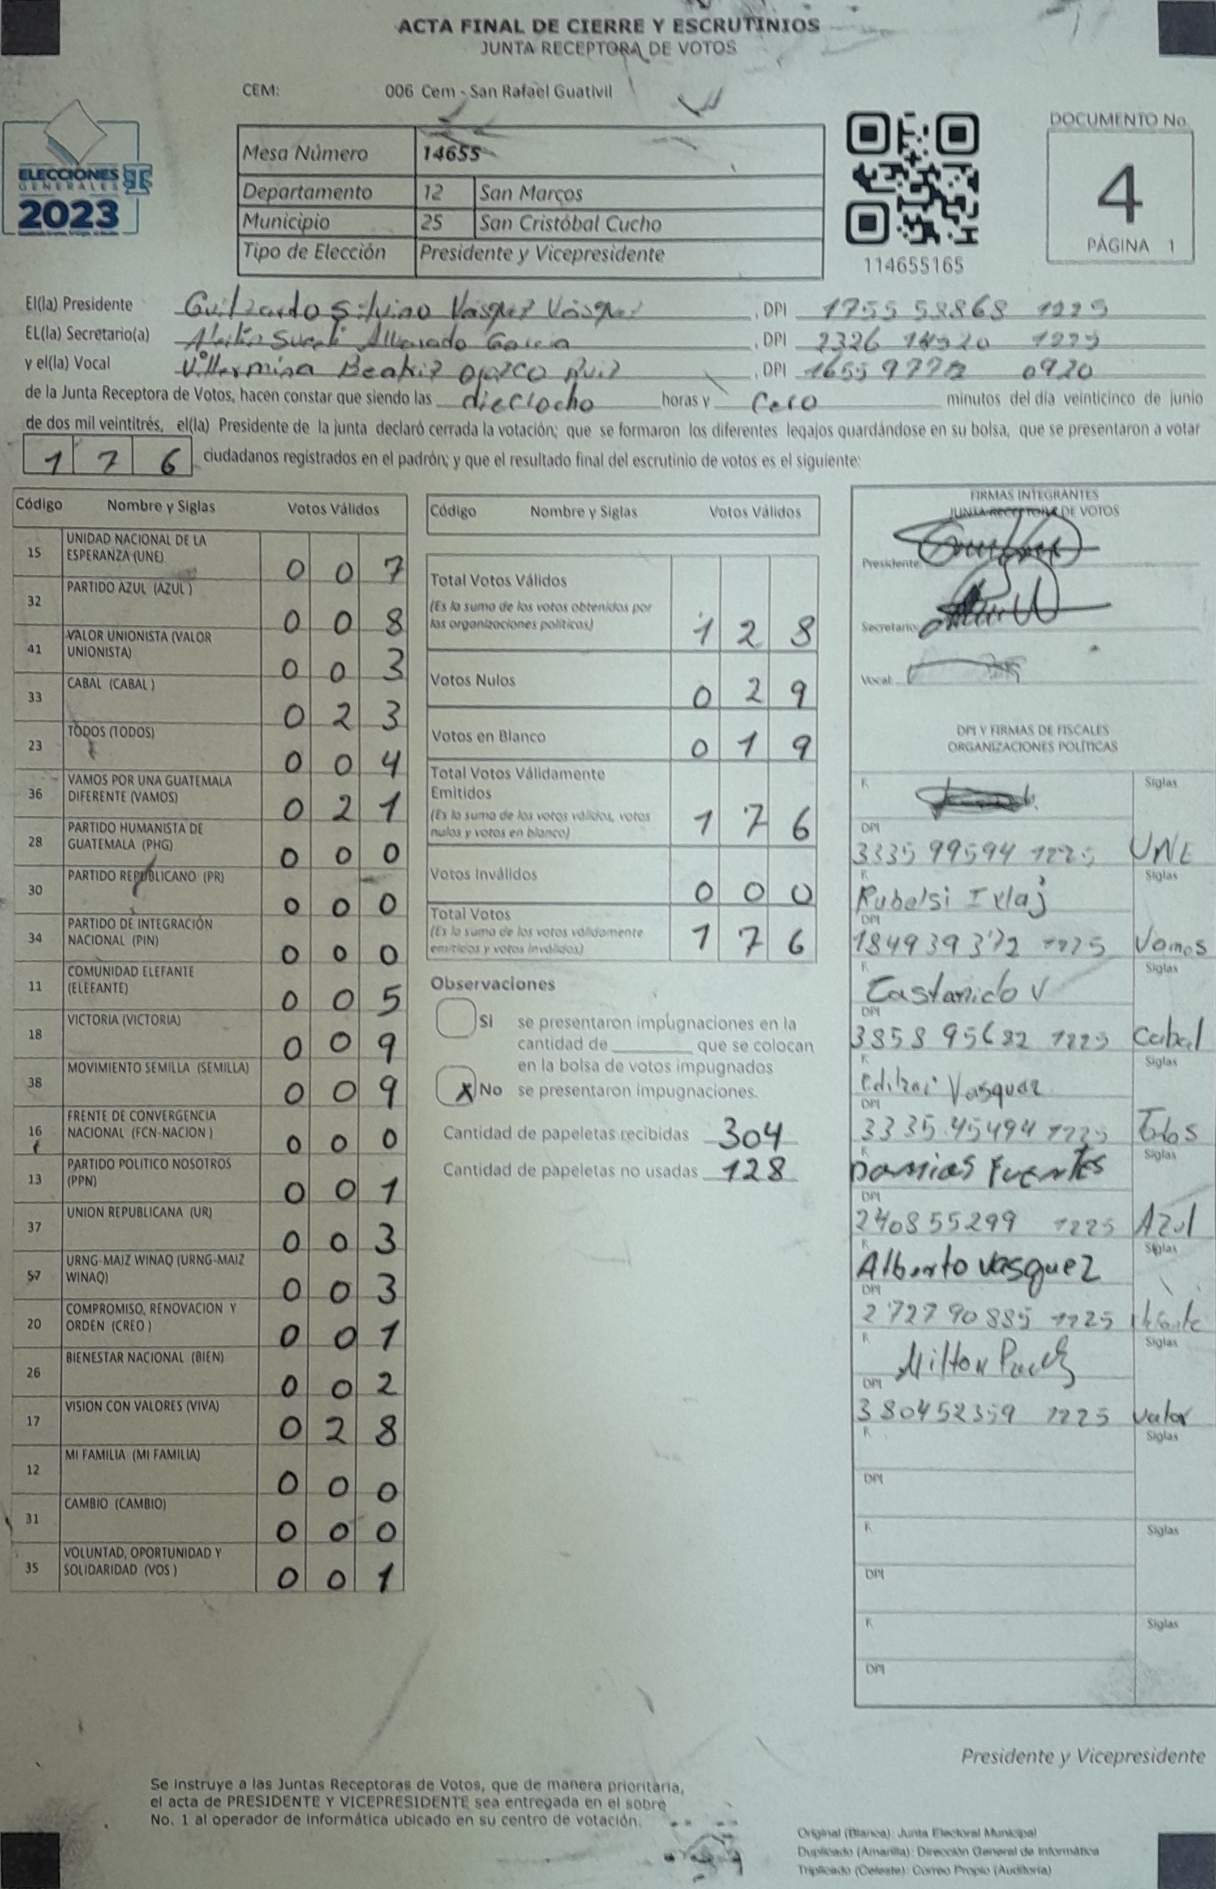 ACTA FINAL DE CIERRE Y ESCRUTINIOS
JUNTA RECEPTORA DE VOTOS
CEM: 006 Cem - San Rafael Guativil
ELECCIONES
GENERALES
2023
Mesa Número 14655
Departamento 12 San Marcos
Municipio 25 San Cristóbal Cucho
Tipo de Elección Presidente y Vicepresidente
114655165
DOCUMENTO No.
4
PÁGINA 1
El(la) Presidente Vásquez Vásquez , DPI
EL(la) Secretario(a) Alvarado Garcia , DPI
y el(la) Vocal Beatriz Orozco Ruiz , DPI 0920
de la Junta Receptora de Votos, hacen constar que siendo las dieciocho horas y Cero minutos del día veinticinco de junio
de dos mil veintitrés, el(la) Presidente de la junta declaró cerrada la votación; que se formaron los diferentes legajos guardándose en su bolsa, que se presentaron a votar
1 7 6 ciudadanos registrados en el padrón; y que el resultado final del escrutinio de votos es el siguiente:
Código Nombre y Siglas Votos Válidos
15 UNIDAD NACIONAL DE LA ESPERANZA (UNE) 0 0 7
32 PARTIDO AZUL (AZUL) 0 0 8
41 VALOR UNIONISTA (VALOR UNIONISTA) 0 0 3
33 CABAL (CABAL) 0 2 3
23 TODOS (TODOS) 0 0 4
36 VAMOS POR UNA GUATEMALA DIFERENTE (VAMOS) 0 2 1
28 PARTIDO HUMANISTA DE GUATEMALA (PHG) 0 0 0
30 PARTIDO REPUBLICANO (PR) 0 0 0
34 PARTIDO DE INTEGRACIÓN NACIONAL (PIN) 0 0 0
11 COMUNIDAD ELEFANTE (ELEFANTE) 0 0 5
18 VICTORIA (VICTORIA) 0 0 9
38 MOVIMIENTO SEMILLA (SEMILLA) 0 0 9
16 FRENTE DE CONVERGENCIA NACIONAL (FCN-NACION) 0 0 0
13 PARTIDO POLITICO NOSOTROS (PPN) 0 0 1
37 UNION REPUBLICANA (UR) 0 0 3
57 URNG-MAIZ WINAQ (URNG-MAIZ WINAQ) 0 0 3
20 COMPROMISO, RENOVACION Y ORDEN (CREO) 0 0 1
26 BIENESTAR NACIONAL (BIEN) 0 0 2
17 VISION CON VALORES (VIVA) 0 2 8
12 MI FAMILIA (MI FAMILIA) 0 0 0
31 CAMBIO (CAMBIO) 0 0 0
35 VOLUNTAD, OPORTUNIDAD Y SOLIDARIDAD (VOS) 0 0 1
Código Nombre y Siglas Votos Válidos
Total Votos Válidos
(Es la suma de los votos obtenidos por
las organizaciones políticas) 1 2 8
Votos Nulos 0 2 9
Votos en Blanco 0 1 9
Total Votos Válidamente
Emitidos
(Es la suma de los votos válidos, votos
nulos y votos en blanco) 1 7 6
Votos Inválidos 0 0 0
Total Votos
(Es la suma de los votos válidamente
emitidos y votos inválidos) 1 7 6
Observaciones
Si se presentaron impugnaciones en la
cantidad de ________ que se colocan
en la bolsa de votos impugnados
X No se presentaron impugnaciones.
Cantidad de papeletas recibidas 304
Cantidad de papeletas no usadas 128
FIRMAS INTEGRANTES
JUNTA RECEPTORA DE VOTOS
Presidente
Secretario
Vocal
DPI Y FIRMAS DE FISCALES
ORGANIZACIONES POLÍTICAS
F. Siglas
DPI
3335 99594 1225 UNE
F. Rubelsi Ixlaj Siglas
DPI
1225 Vamos
F. Siglas
DPI
3858 95682 1225 Cabal
F. Vasquez Siglas
DPI
3335 45494 1225 Todos
F. Fuentes Siglas
DPI
240855299 1225 Azul
F. Alberto Vasquez Siglas
DPI
2727 90885 1225
F. Milton Siglas
DPI
380452359 1225 Valor
F. Siglas
DPI
F. Siglas
DPI
F. Siglas
DPI
Presidente y Vicepresidente
Se instruye a las Juntas Receptoras de Votos, que de manera prioritaria,
el acta de PRESIDENTE Y VICEPRESIDENTE sea entregada en el sobre
No. 1 al operador de informática ubicado en su centro de votación.
Original (Blanca): Junta Electoral Municipal
Duplicado (Amarilla): Dirección General de Informática
Triplicado (Celeste): Correo Propio (Auditoría)